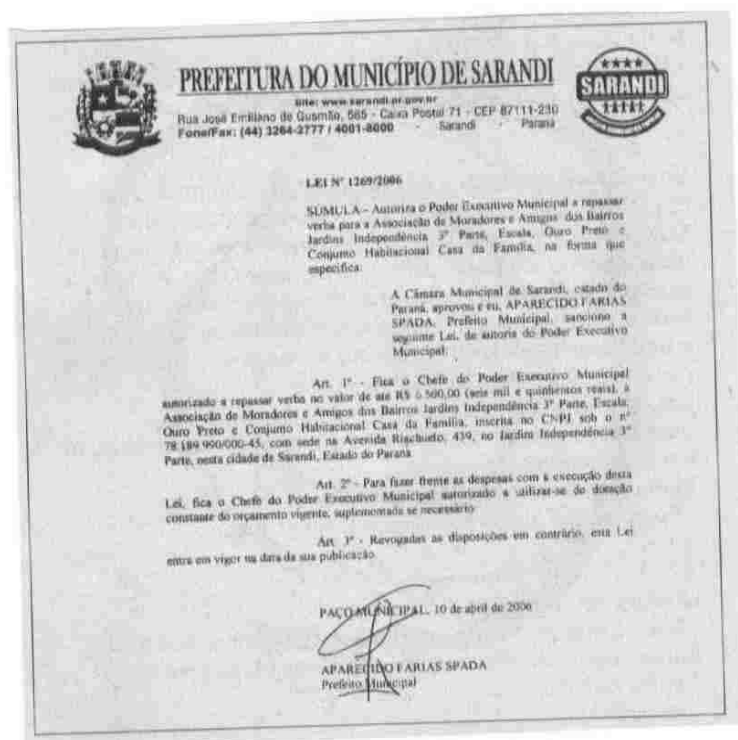 PREFEITURA DO MUNICÍPIO DE SARANDI
Site: www.sarandi.pr.gov.br
Rua José Emiliano de Gusmão, 565 - Caixa Postal 71 - CEP 87111-230
Fone/Fax: (44) 3264-2777 / 4001-8000 - Sarandi - Paraná
SARANDI
LEI Nº 1269/2006
SÚMULA – Autoriza o Poder Executivo Municipal a repassar
verba para a Associação de Moradores e Amigos dos Bairros
Jardins Independência 3ª Parte, Escala, Ouro Preto e
Conjunto Habitacional Casa da Família, na forma que
especifica:
A Câmara Municipal de Sarandi, estado do
Paraná, aprovou e eu, APARECIDO FARIAS
SPADA, Prefeito Municipal, sanciono a
seguinte Lei, de autoria do Poder Executivo
Municipal:
Art. 1º - Fica o Chefe do Poder Executivo Municipal
autorizado a repassar verba no valor de até R$ 6.500,00 (seis mil e quinhentos reais), à
Associação de Moradores e Amigos dos Bairros Jardins Independência 3ª Parte, Escala,
Ouro Preto e Conjunto Habitacional Casa da Família, inscrita no CNPJ sob o nº
78.189.990/000-45, com sede na Avenida Riachuelo, 439, no Jardim Independência 3ª
Parte, nesta cidade de Sarandi, Estado do Paraná.
Art. 2º - Para fazer frente as despesas com a execução desta
Lei, fica o Chefe do Poder Executivo Municipal autorizado a utilizar-se de dotação
constante do orçamento vigente, suplementada se necessário.
Art. 3º - Revogadas as disposições em contrário, esta Lei
entra em vigor na data da sua publicação.
PAÇO MUNICIPAL, 10 de abril de 2006
APARECIDO FARIAS SPADA
Prefeito Municipal